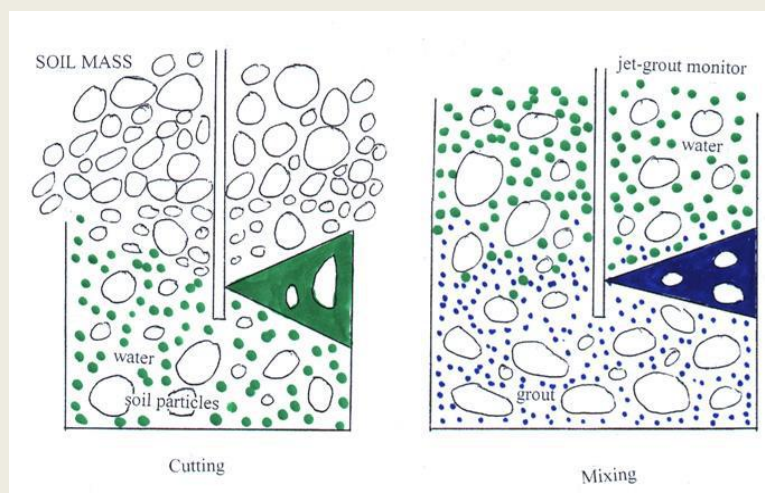 SOIL MASS
water
soil particles
Cutting
jet-grout monitor
water
grout
Mixing